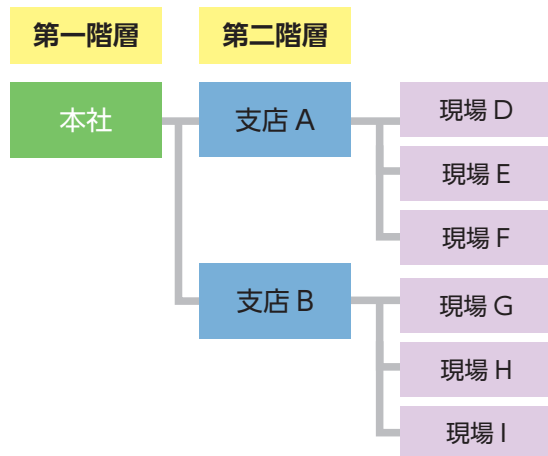 第一階層
第二階層
本社
支店 A
現場 D
現場 E
現場 F
支店 B
現場 G
現場 H
現場 I